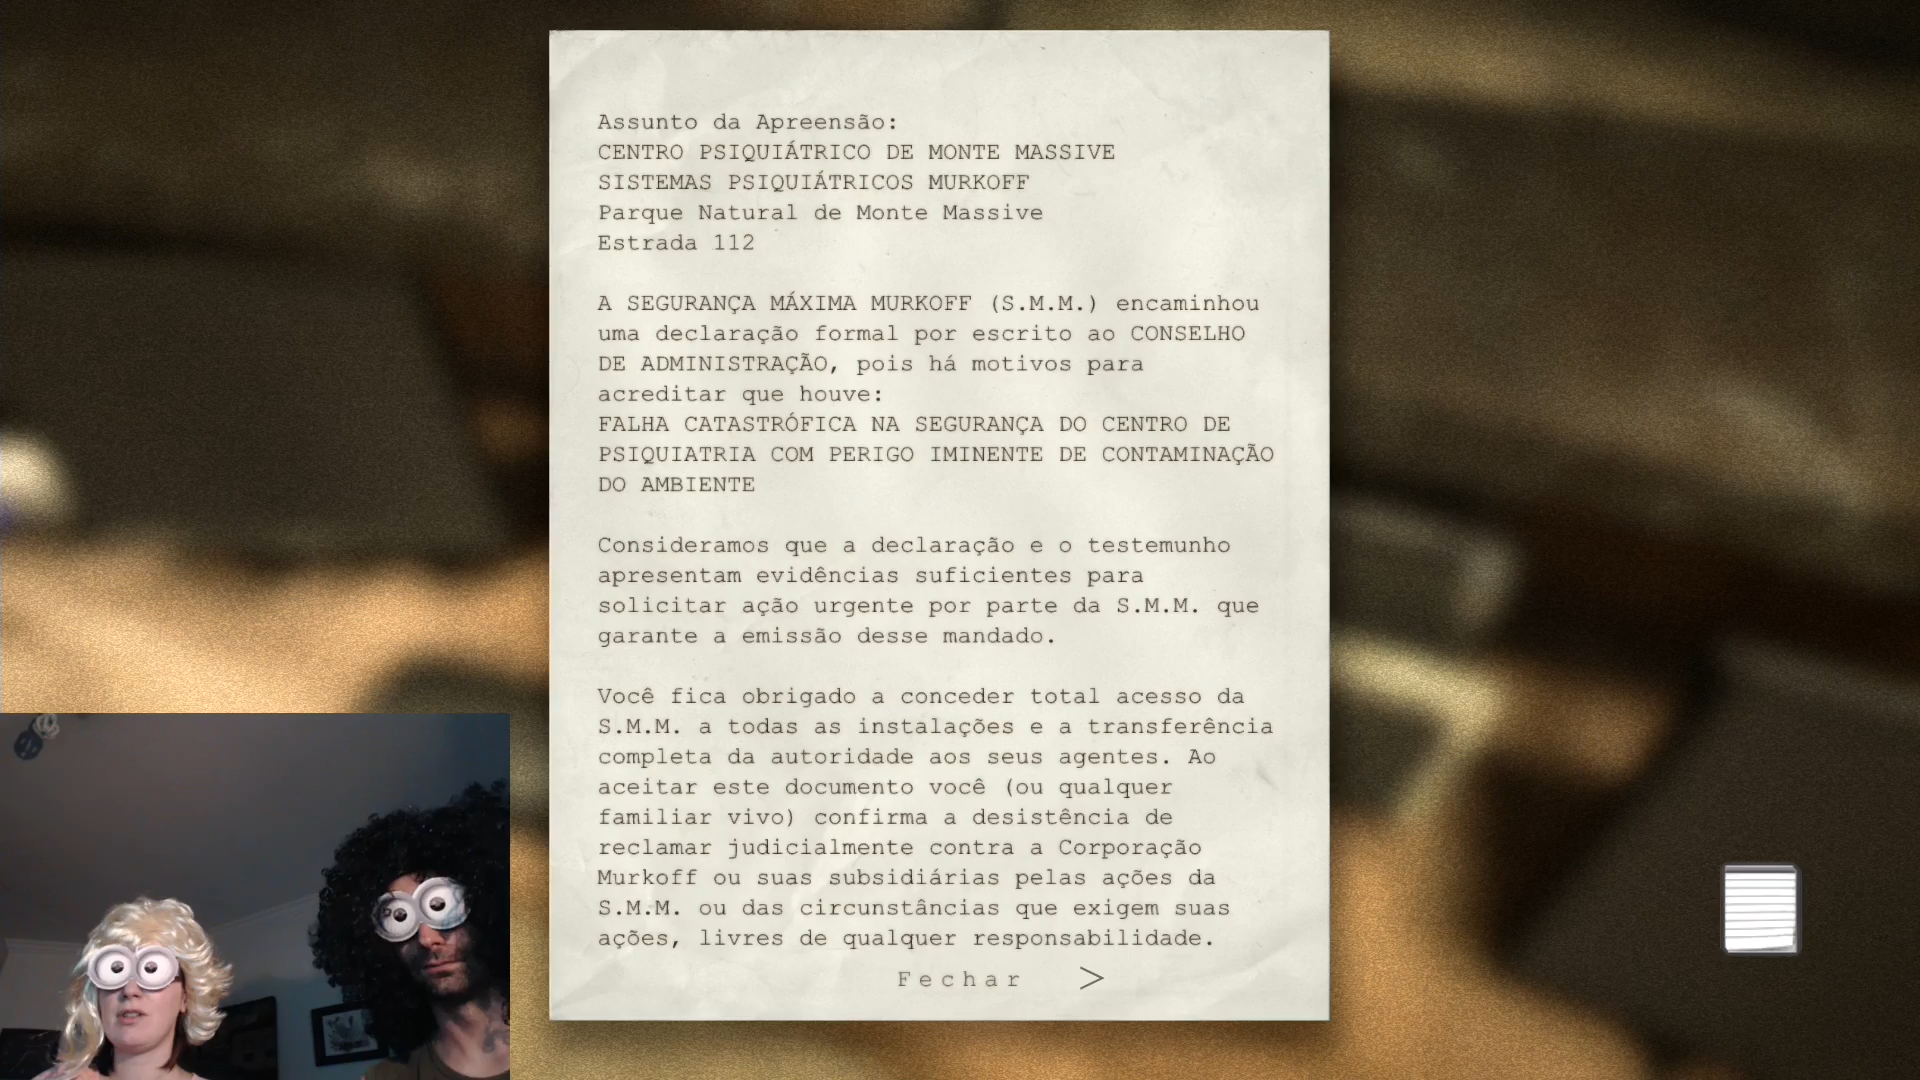 Assunto da Apreensão:
CENTRO PSIQUIÁTRICO DE MONTE MASSIVE
SISTEMAS PSIQUIÁTRICOS MURKOFF
Parque Natural de Monte Massive
Estrada 112
A SEGURANÇA MÁXIMA MURKOFF (S.M.M.) encaminhou
uma declaração formal por escrito ao CONSELHO
DE ADMINISTRAÇÃO, pois há motivos para
acreditar que houve:
FALHA CATASTRÓFICA NA SEGURANÇA DO CENTRO DE
PSIQUIATRIA COM PERIGO IMINENTE DE CONTAMINAÇÃO
DO AMBIENTE
Consideramos que a declaração e o testemunho
apresentam evidências suficientes para
solicitar ação urgente por parte da S.M.M. que
garante a emissão desse mandado.
Você fica obrigado a conceder total acesso da
S.M.M. a todas as instalações e a transferência
completa da autoridade aos seus agentes. Ao
aceitar este documento você (ou qualquer
familiar vivo) confirma a desistência de
reclamar judicialmente contra a Corporação
Murkoff ou suas subsidiárias pelas ações da
S.M.M. ou das circunstâncias que exigem suas
ações, livres de qualquer responsabilidade.
Fechar >